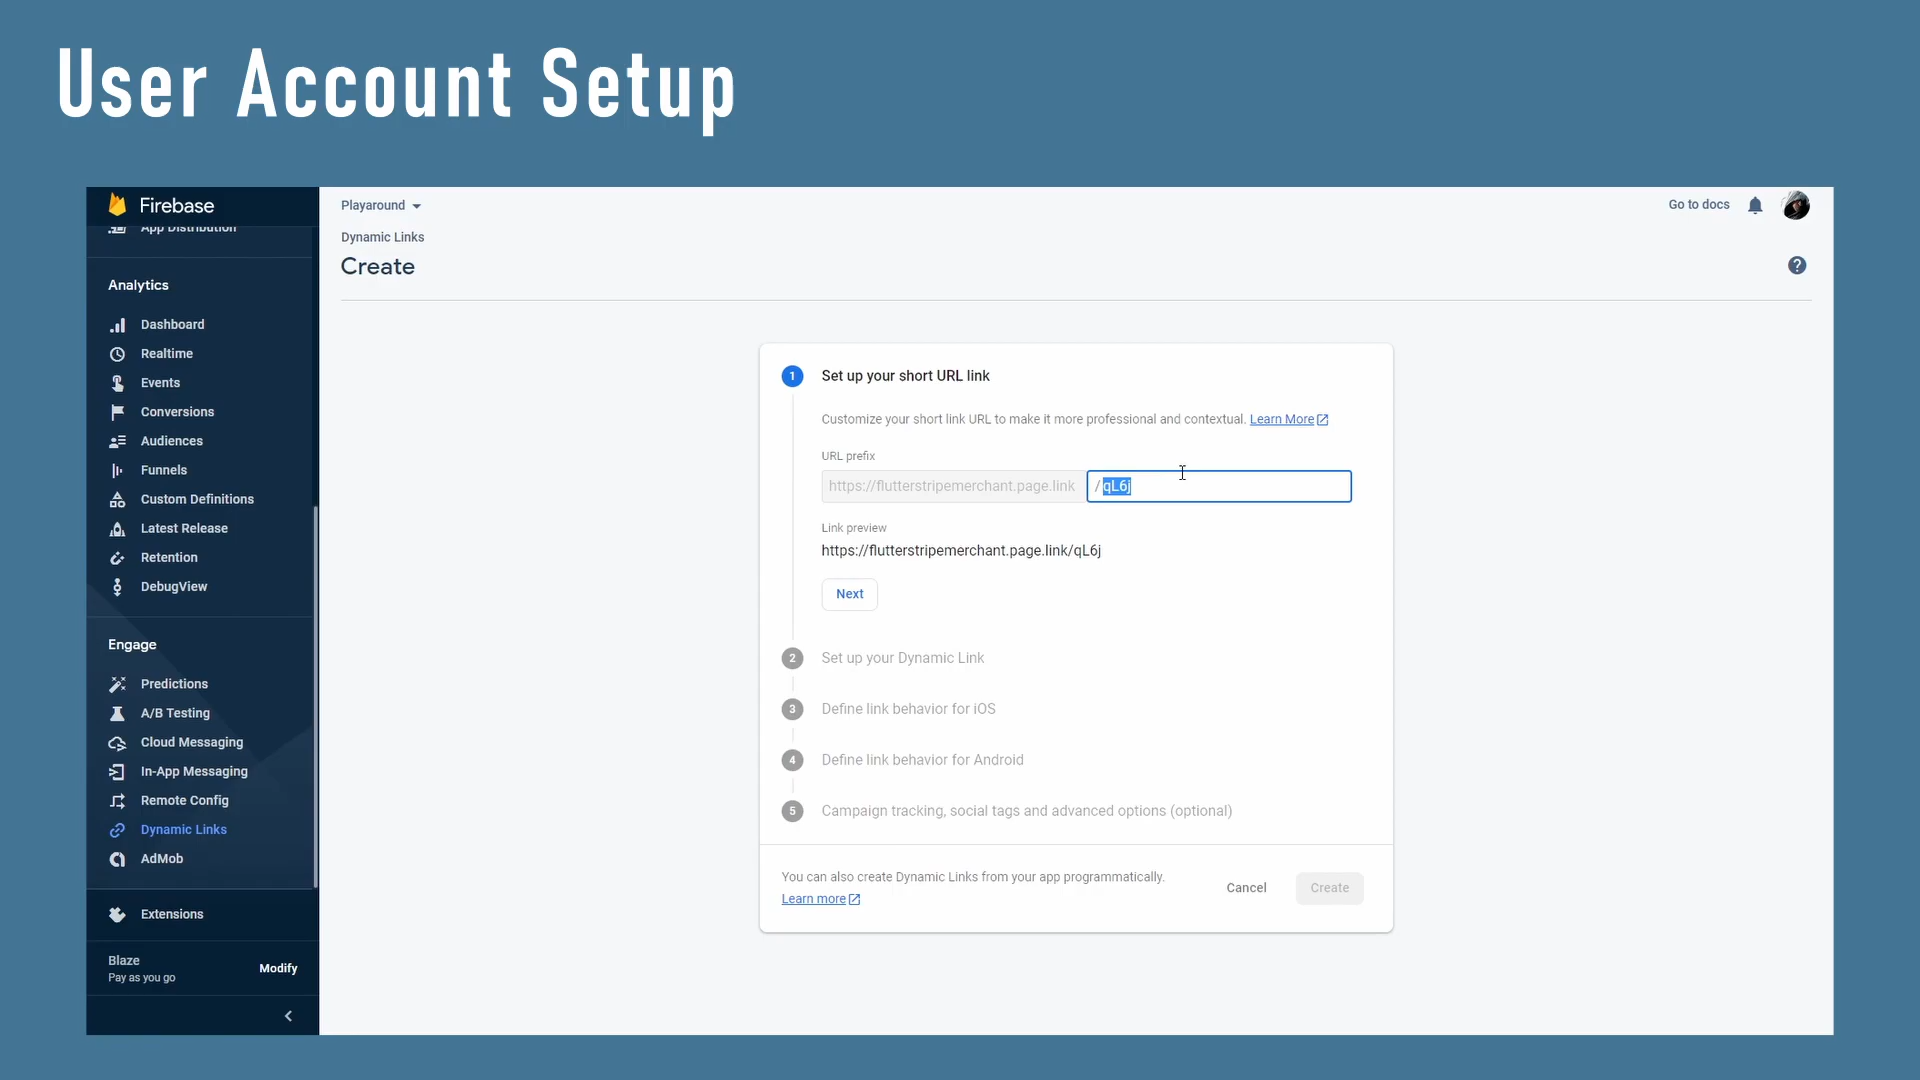 User Account Setup
Firebase
App Distribution
Analytics
Dashboard
Realtime
Events
Conversions
Audiences
Funnels
Custom Definitions
Latest Release
Retention
DebugView
Engage
Predictions
A/B Testing
Cloud Messaging
In-App Messaging
Remote Config
Dynamic Links
AdMob
Extensions
Blaze
Pay as you go
Modify
Playaround
Go to docs
Dynamic Links
Create
1 Set up your short URL link
Customize your short link URL to make it more professional and contextual. Learn More
URL prefix
https://flutterstripemerchant.page.link /qL6j
Link preview
https://flutterstripemerchant.page.link/qL6j
Next
2 Set up your Dynamic Link
3 Define link behavior for iOS
4 Define link behavior for Android
5 Campaign tracking, social tags and advanced options (optional)
You can also create Dynamic Links from your app programmatically.
Learn more
Cancel Create